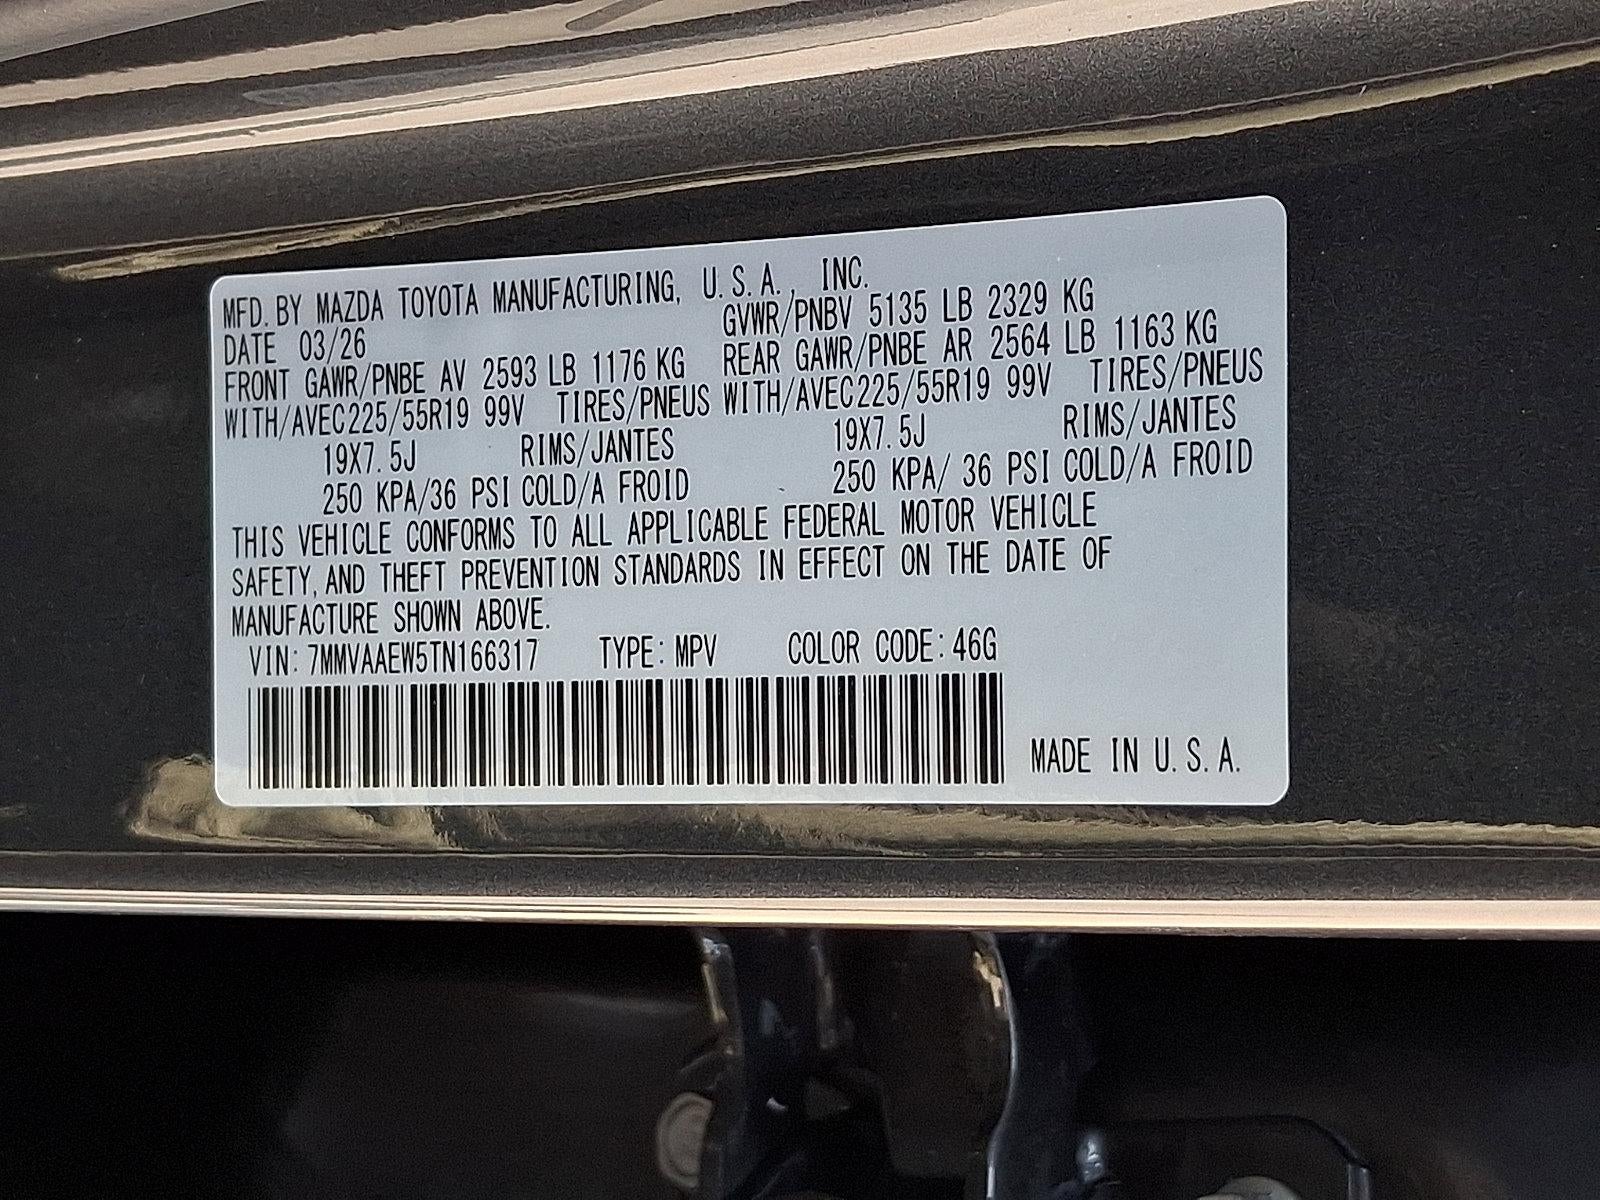 MFD. BY MAZDA TOYOTA MANUFACTURING, U.S.A., INC.
DATE 03/26 GVWR/PNBV 5135 LB 2329 KG
FRONT GAWR/PNBE AV 2593 LB 1176 KG REAR GAWR/PNBE AR 2564 LB 1163 KG
WITH/AVEC225/55R19 99V TIRES/PNEUS WITH/AVEC225/55R19 99V TIRES/PNEUS
19X7.5J RIMS/JANTES 19X7.5J RIMS/JANTES
250 KPA/36 PSI COLD/A FROID 250 KPA/ 36 PSI COLD/A FROID
THIS VEHICLE CONFORMS TO ALL APPLICABLE FEDERAL MOTOR VEHICLE
SAFETY, AND THEFT PREVENTION STANDARDS IN EFFECT ON THE DATE OF
MANUFACTURE SHOWN ABOVE.
VIN: 7MMVAAEW5TN166317 TYPE: MPV COLOR CODE: 46G
MADE IN U.S.A.